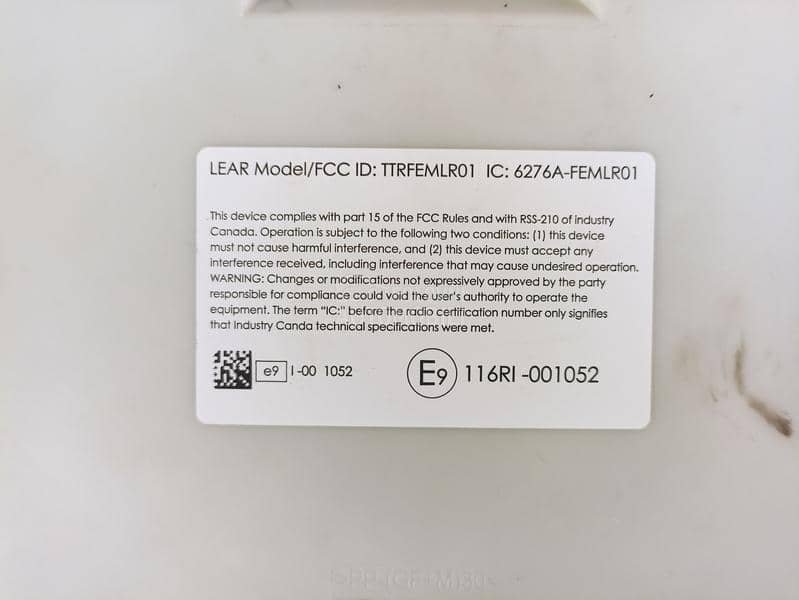 LEAR Model/FCC ID: TTRFEMLR01 IC: 6276A-FEMLR01
This device complies with part 15 of the FCC Rules and with RSS-210 of Industry
Canada. Operation is subject to the following two conditions: (1) this device
must not cause harmful interference, and (2) this device must accept any
interference received, including interference that may cause undesired operation.
WARNING: Changes or modifications not expressively approved by the party
responsible for compliance could void the user's authority to operate the
equipment. The term "IC:" before the radio certification number only signifies
that Industry Canda technical specifications were met.
e9 I-00 1052
E9 116RI -001052